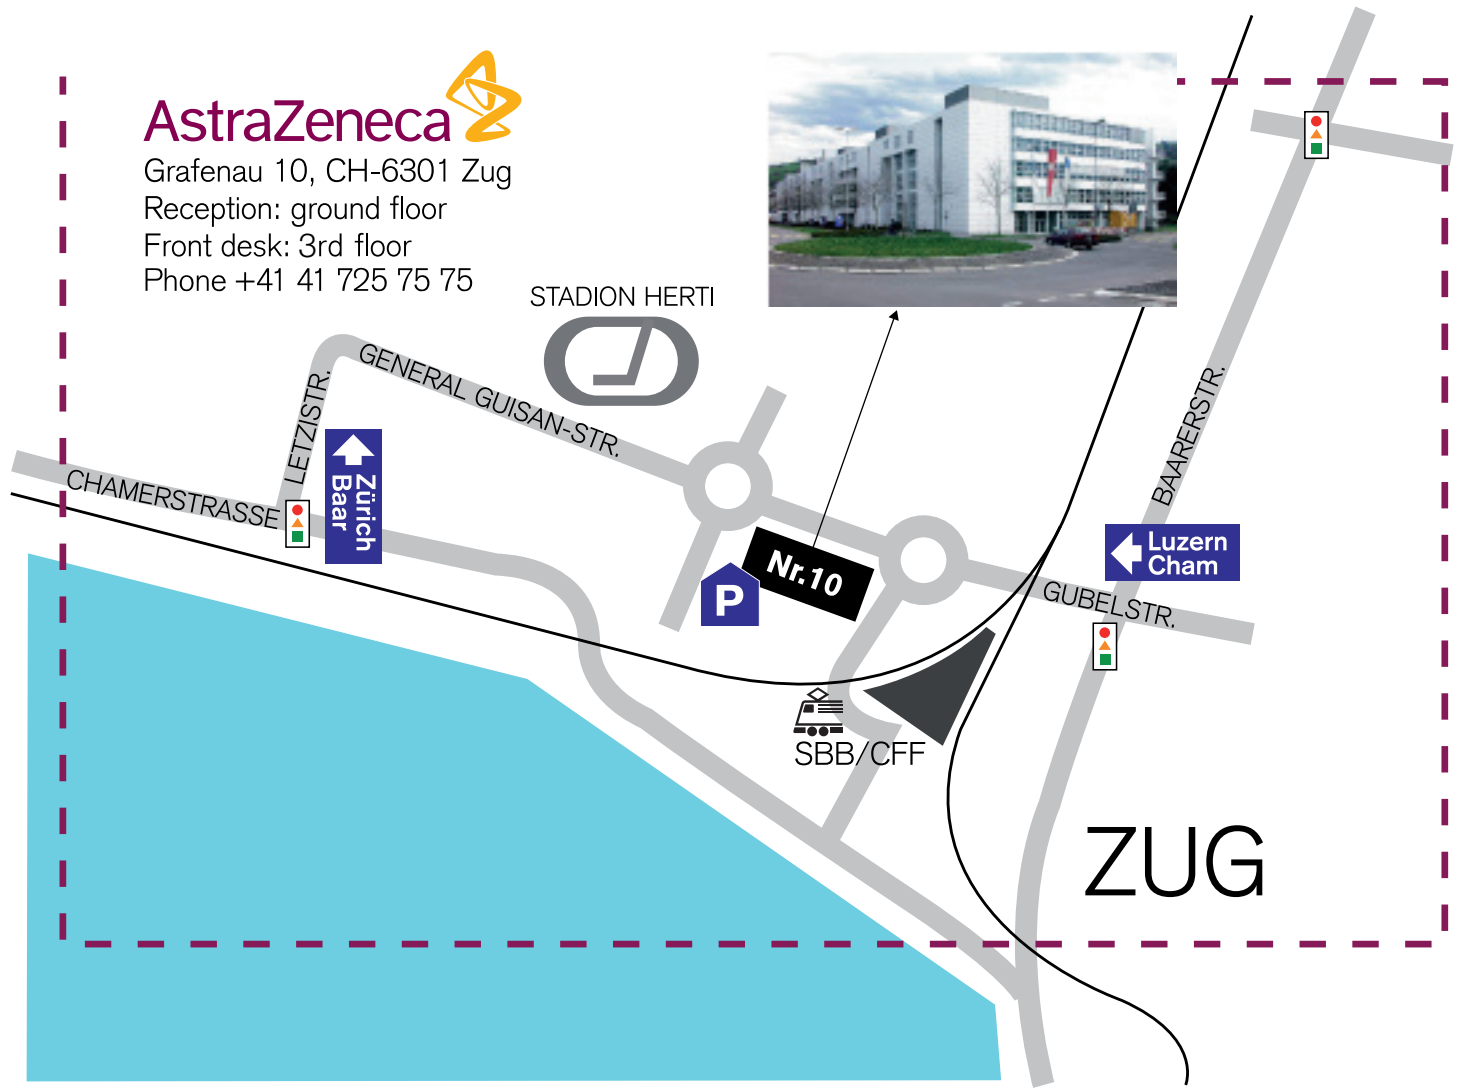 AstraZeneca
Grafenau 10, CH-6301 Zug
Reception: ground floor
Front desk: 3rd floor
Phone +41 41 725 75 75
STADION HERTI
GENERAL GUISAN-STR.
LETZISTR.
BAARERSTR.
CHAMERSTRASSE
Zürich
Baar
Luzern
Cham
Nr.10
P
GUBELSTR.
SBB/CFF
ZUG